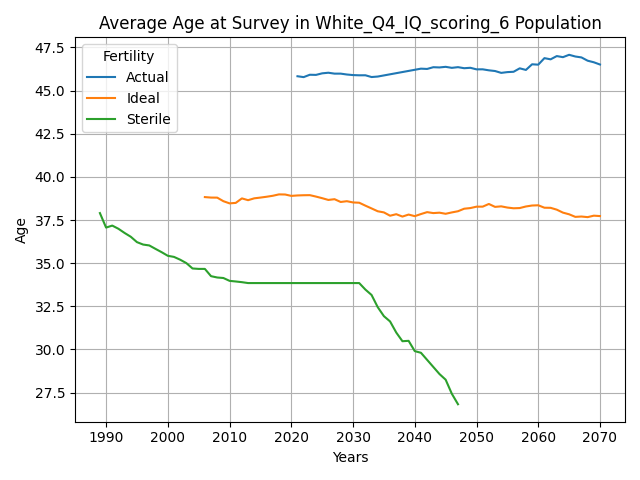 Average Age at Survey in White_Q4_IQ_scoring_6 Population
Fertility
Actual
Ideal
Sterile
47.5
45.0
42.5
40.0
37.5
35.0
32.5
30.0
27.5
Age
1990 2000 2010 2020 2030 2040 2050 2060 2070
Years